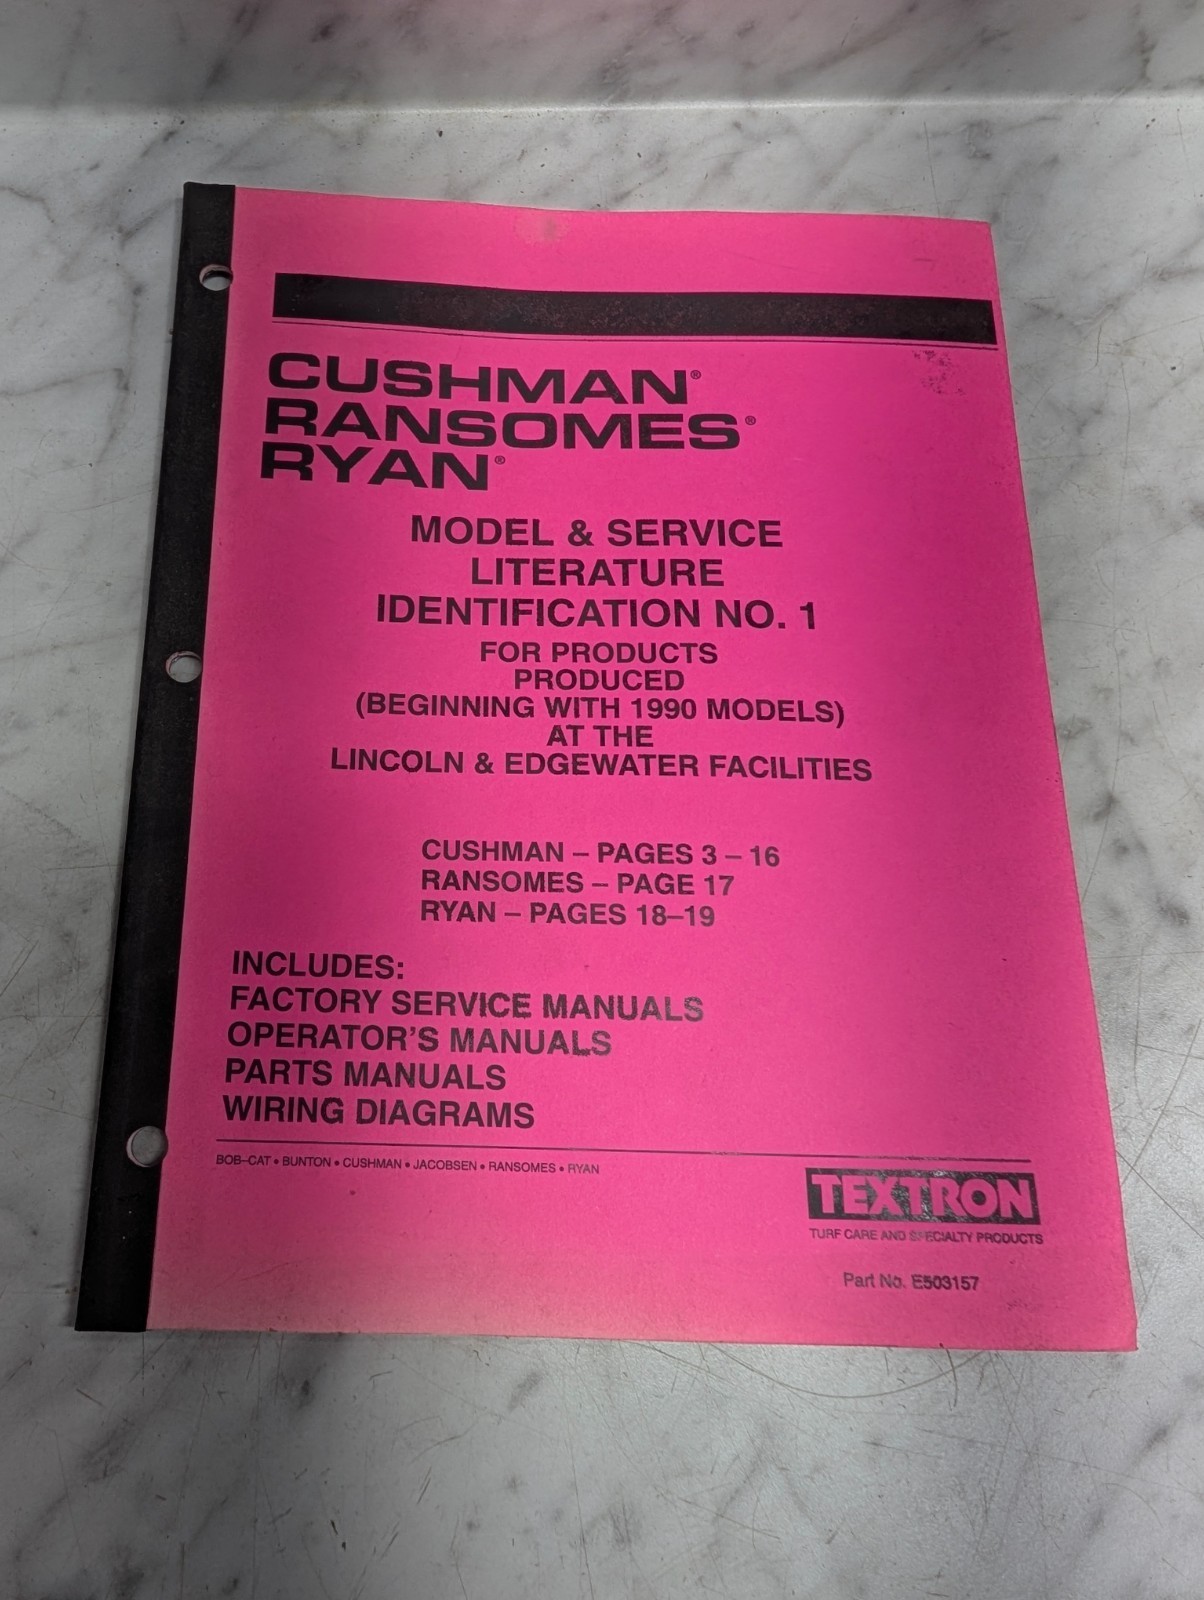 CUSHMAN®
RANSOMES®
RYAN®
MODEL & SERVICE
LITERATURE
IDENTIFICATION NO. 1
FOR PRODUCTS
PRODUCED
(BEGINNING WITH 1990 MODELS)
AT THE
LINCOLN & EDGEWATER FACILITIES
CUSHMAN – PAGES 3 – 16
RANSOMES – PAGE 17
RYAN – PAGES 18–19
INCLUDES:
FACTORY SERVICE MANUALS
OPERATOR'S MANUALS
PARTS MANUALS
WIRING DIAGRAMS
BOB–CAT • BUNTON • CUSHMAN • JACOBSEN • RANSOMES • RYAN
TEXTRON
TURF CARE AND SPECIALTY PRODUCTS
Part No. E503157